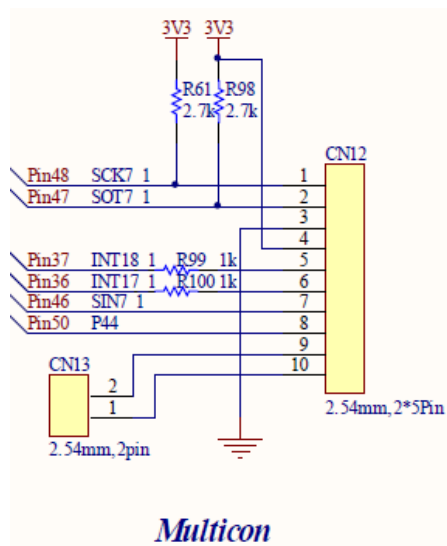 3V3 3V3
R61 R98
2.7k 2.7k
CN12
Pin48 SCK7 1 1
Pin47 SOT7 1 2
3
4
Pin37 INT18 1 R99 1k 5
Pin36 INT17 1 R100 1k 6
Pin46 SIN7 1 7
Pin50 P44 8
9
10
CN13
2
1
2.54mm, 2*5Pin
2.54mm, 2pin
Multicon